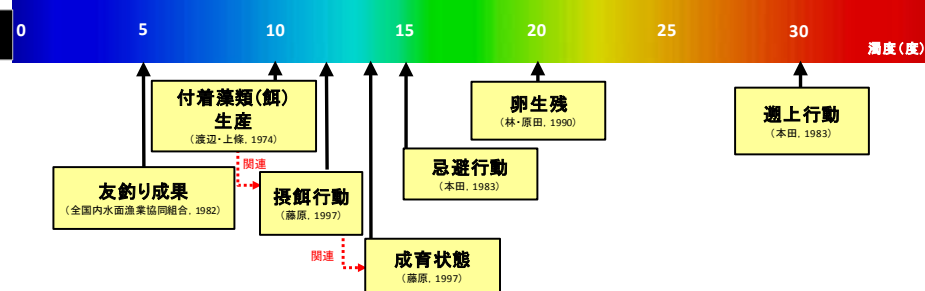 0 5 10 15 20 25 30
濁度(度)
付着藻類(餌)
生産
(渡辺・上條, 1974)
関連
友釣り成果
(全国内水面漁業協同組合, 1982)
摂餌行動
(藤原, 1997)
関連
成育状態
(藤原, 1997)
忌避行動
(本田, 1983)
卵生残
(林・原田, 1990)
遡上行動
(本田, 1983)